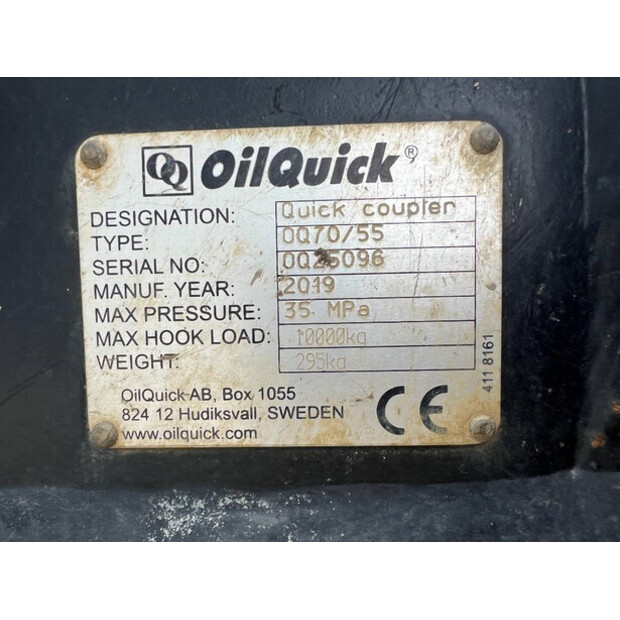 OQ OilQuick®
DESIGNATION: Quick coupler
TYPE: OQ70/55
SERIAL NO: OQ25096
MANUF. YEAR: 2019
MAX PRESSURE: 35 MPa
MAX HOOK LOAD: 10000kg
WEIGHT: 295kg
OilQuick AB, Box 1055
824 12 Hudiksvall, SWEDEN
www.oilquick.com
CE
411 8161